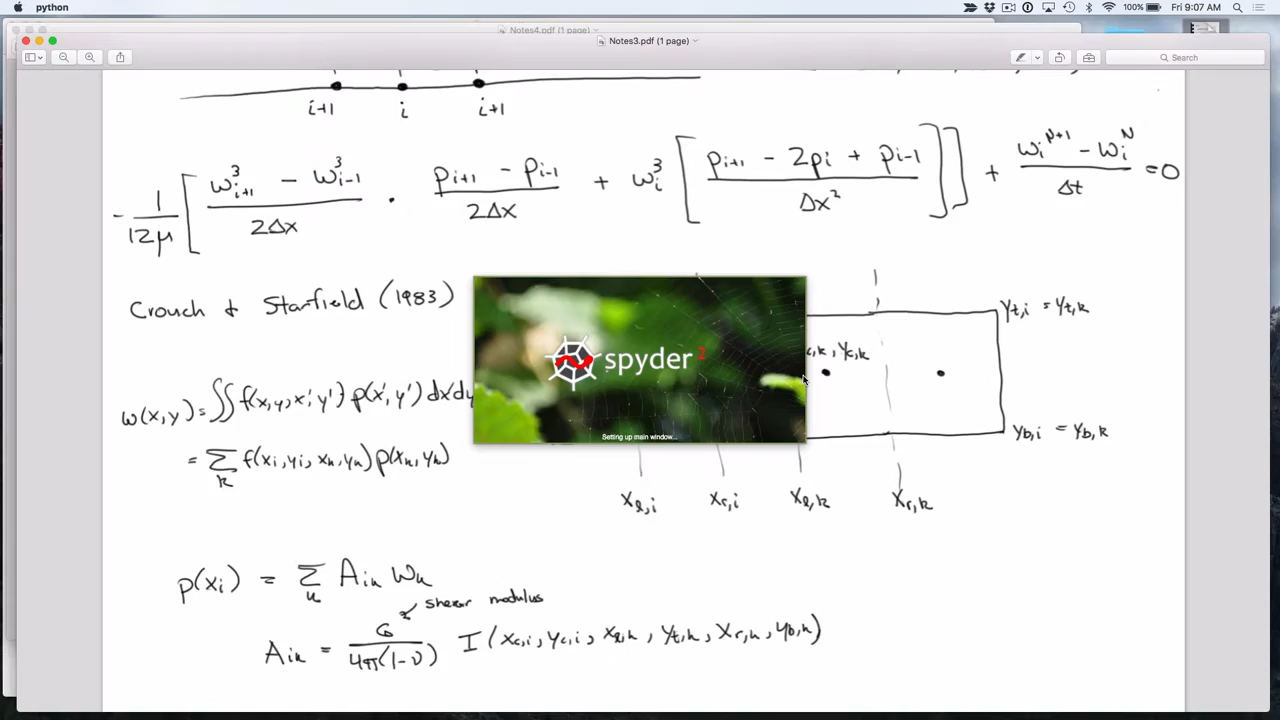 python
100%
Fri 9:07 AM
Notes4.pdf (1 page)
Notes3.pdf (1 page)
Search
i+1 i i+1
- 1/12μ [ (w³ᵢ₊₁ - w³ᵢ₋₁)/2Δx · (pᵢ₊₁ - pᵢ₋₁)/2Δx + wᵢ³ [ (pᵢ₊₁ - 2pᵢ + pᵢ₋₁)/Δx² ] ] + (wᵢᴺ⁺¹ - wᵢᴺ)/Δt = 0
Crouch & Starfield (1983)
yt,i = yt,k
c,k, yc,k
w(x,y) = ∬ f(x,y,x',y') p(x',y') dx'dy
yb,i = yb,k
= Σₖ f(xi,yi,xk,yk) p(xk,yk)
xl,i xr,i xl,k xr,k
spyder 2
Setting up main window...
p(xi) = Σₖ Aik wk
shear modulus
Aik = G/4π(1-ν) I(xc,i, yc,i, xl,k, yt,k, xr,k, yb,k)